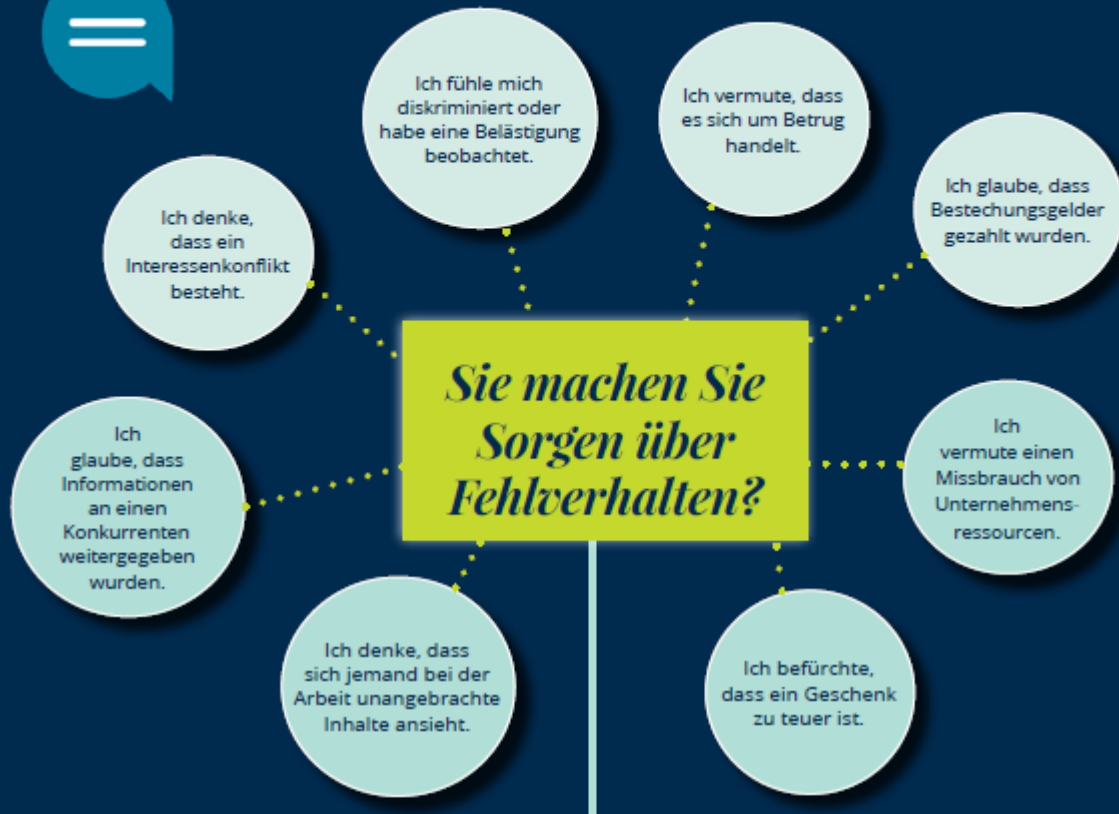 Ich fühle mich
diskriminiert oder
habe eine Belästigung
beobachtet.
Ich vermute, dass
es sich um Betrug
handelt.
Ich glaube, dass
Bestechungsgelder
gezahlt wurden.
Ich denke,
dass ein
Interessenkonflikt
besteht.
Sie machen Sie
Sorgen über
Fehlverhalten?
Ich
glaube, dass
Informationen
an einen
Konkurrenten
weitergegeben
wurden.
Ich
vermute einen
Missbrauch von
Unternehmens-
ressourcen.
Ich denke, dass
sich jemand bei der
Arbeit unangebrachte
Inhalte ansieht.
Ich befürchte,
dass ein Geschenk
zu teuer ist.